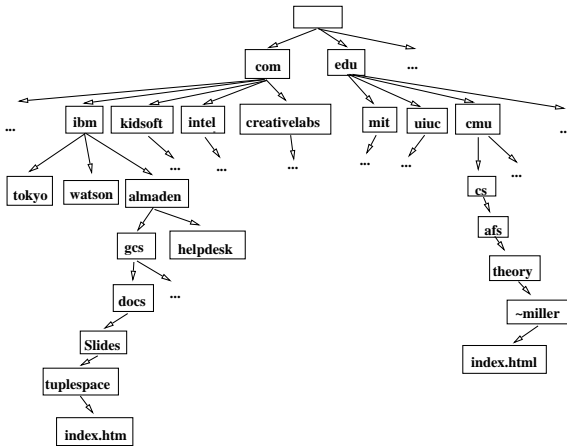 com edu ...
... ibm kidsoft intel creativelabs mit uiuc cmu ..
... ... ... ... ... ...
tokyo watson almaden cs
gcs helpdesk afs
docs ... theory
Slides ~miller
tuplespace index.html
index.htm